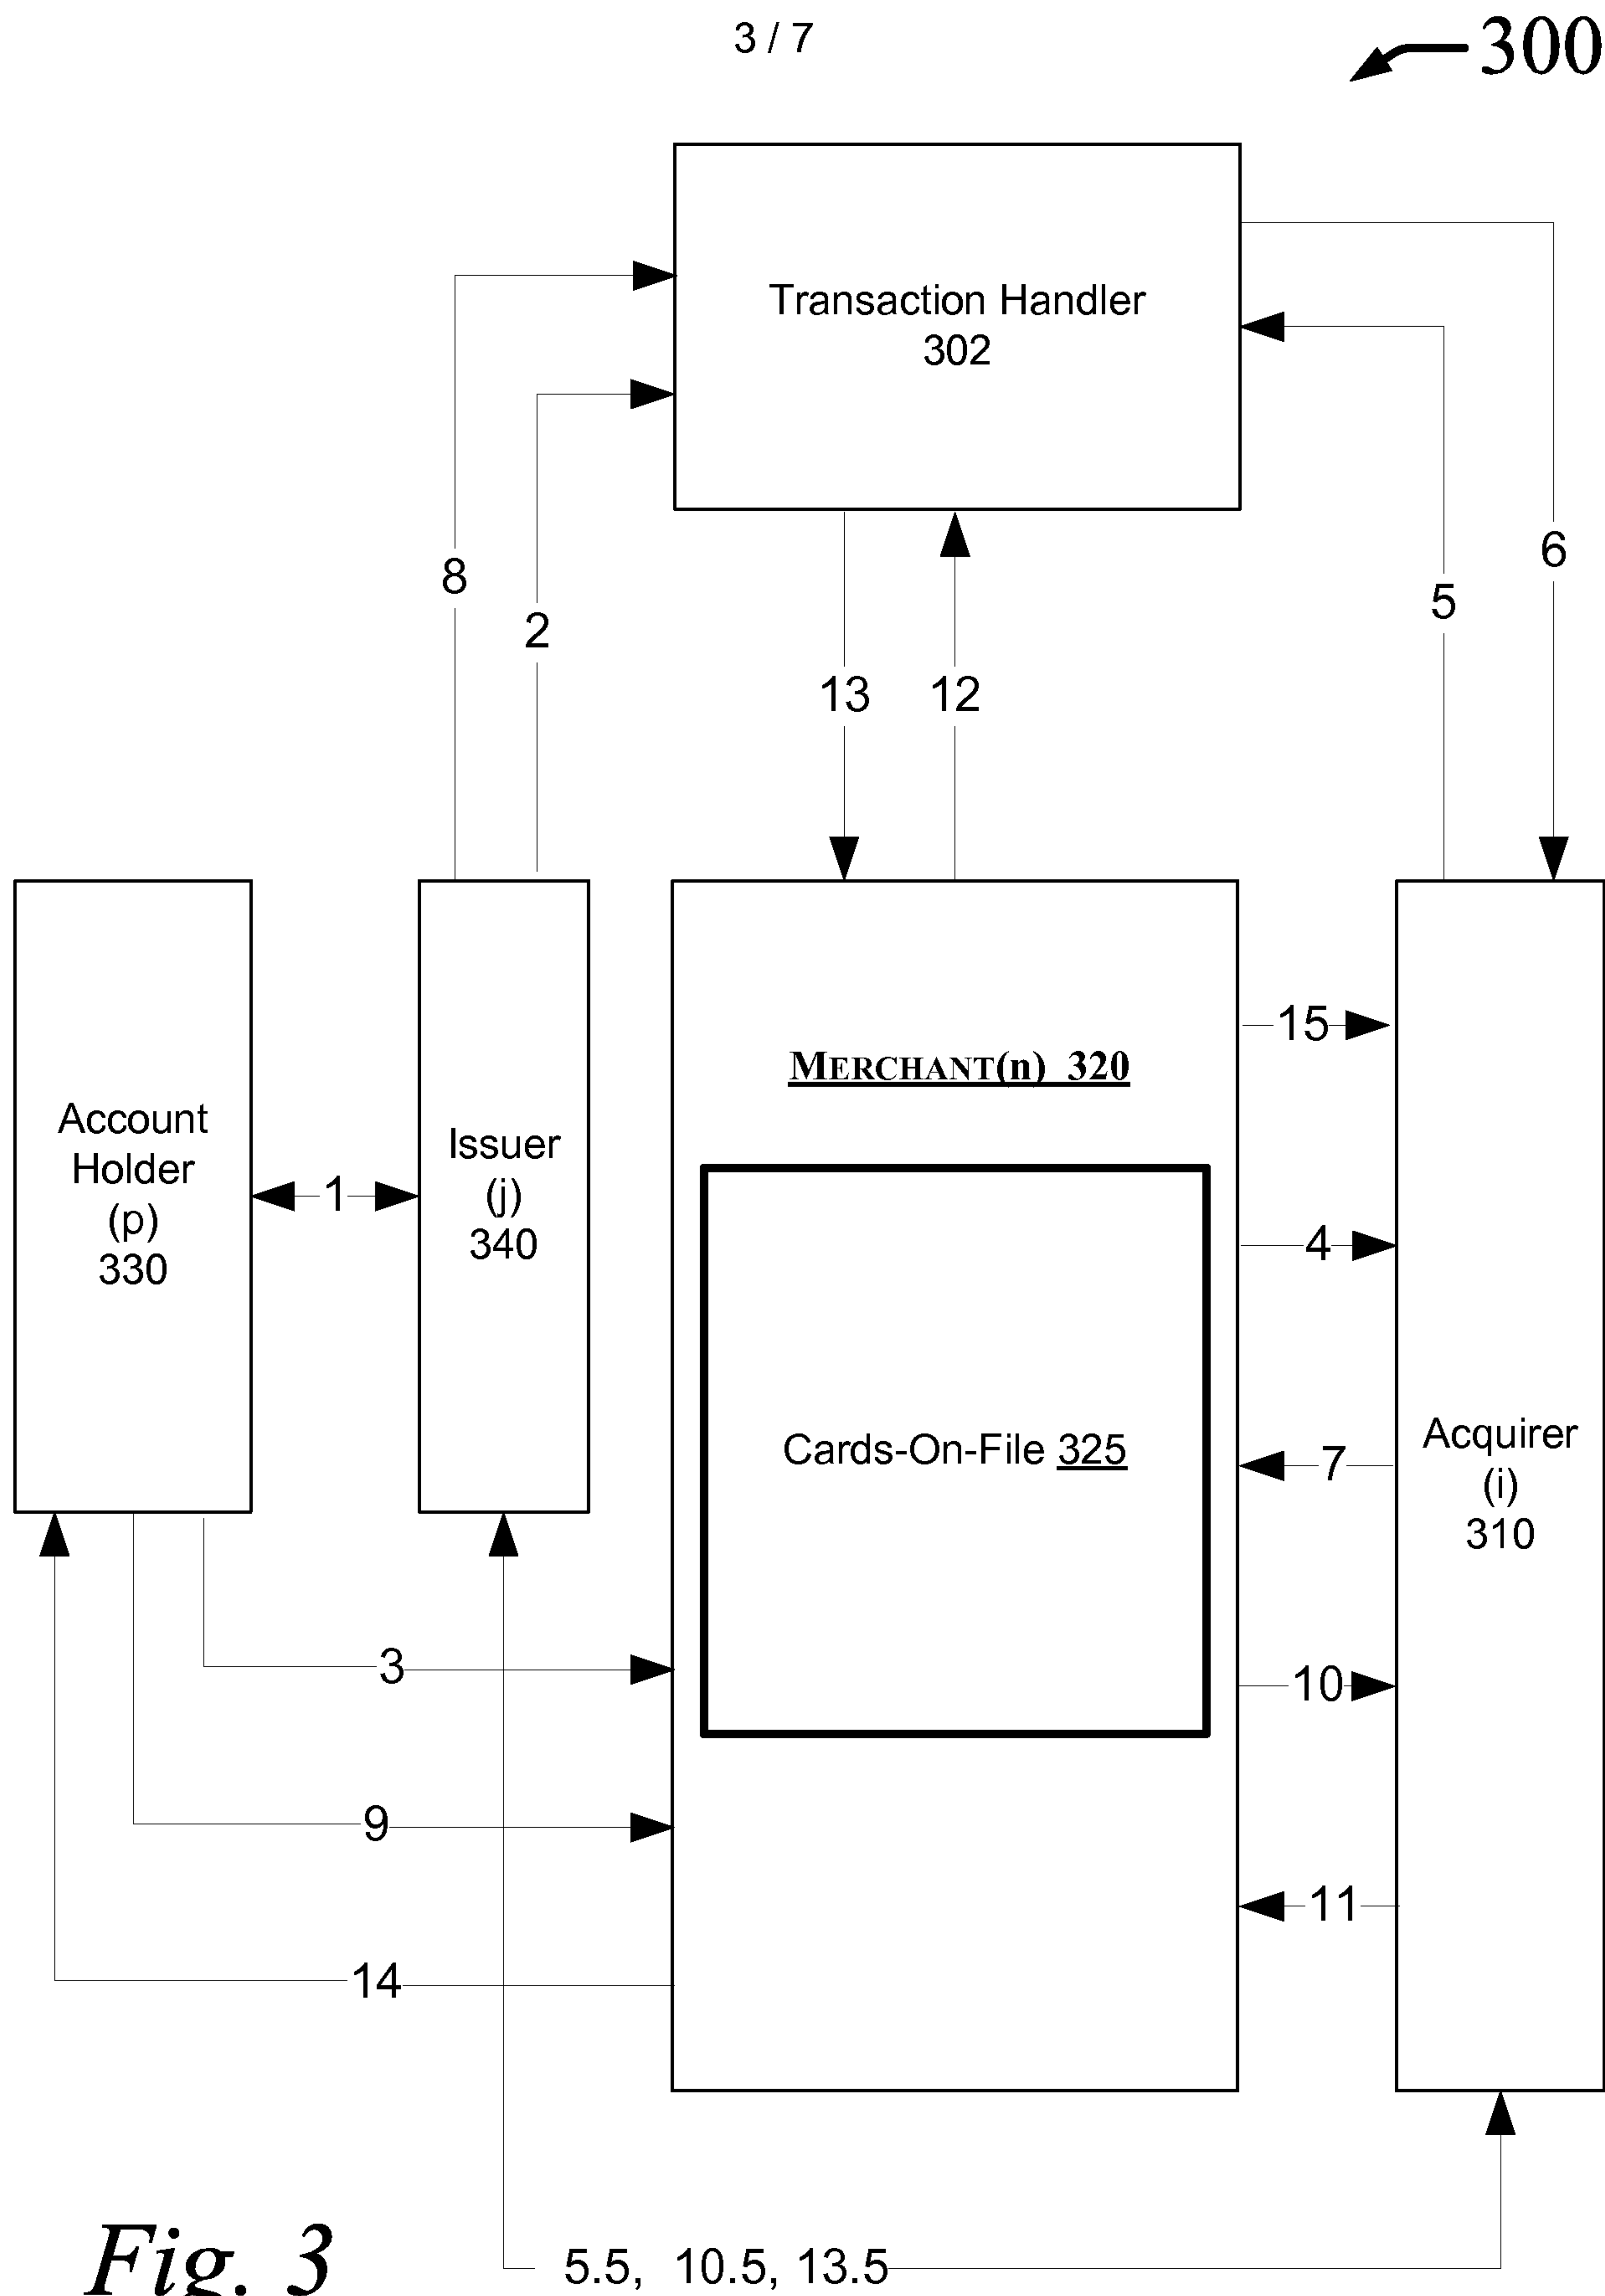 3 / 7
300
Transaction Handler
302
8
2
13
12
5
6
Account
Holder
(p)
330
1
Issuer
(j)
340
MERCHANT(n) 320
Cards-On-File 325
15
4
7
10
11
Acquirer
(i)
310
3
9
14
5.5, 10.5, 13.5
Fig. 3